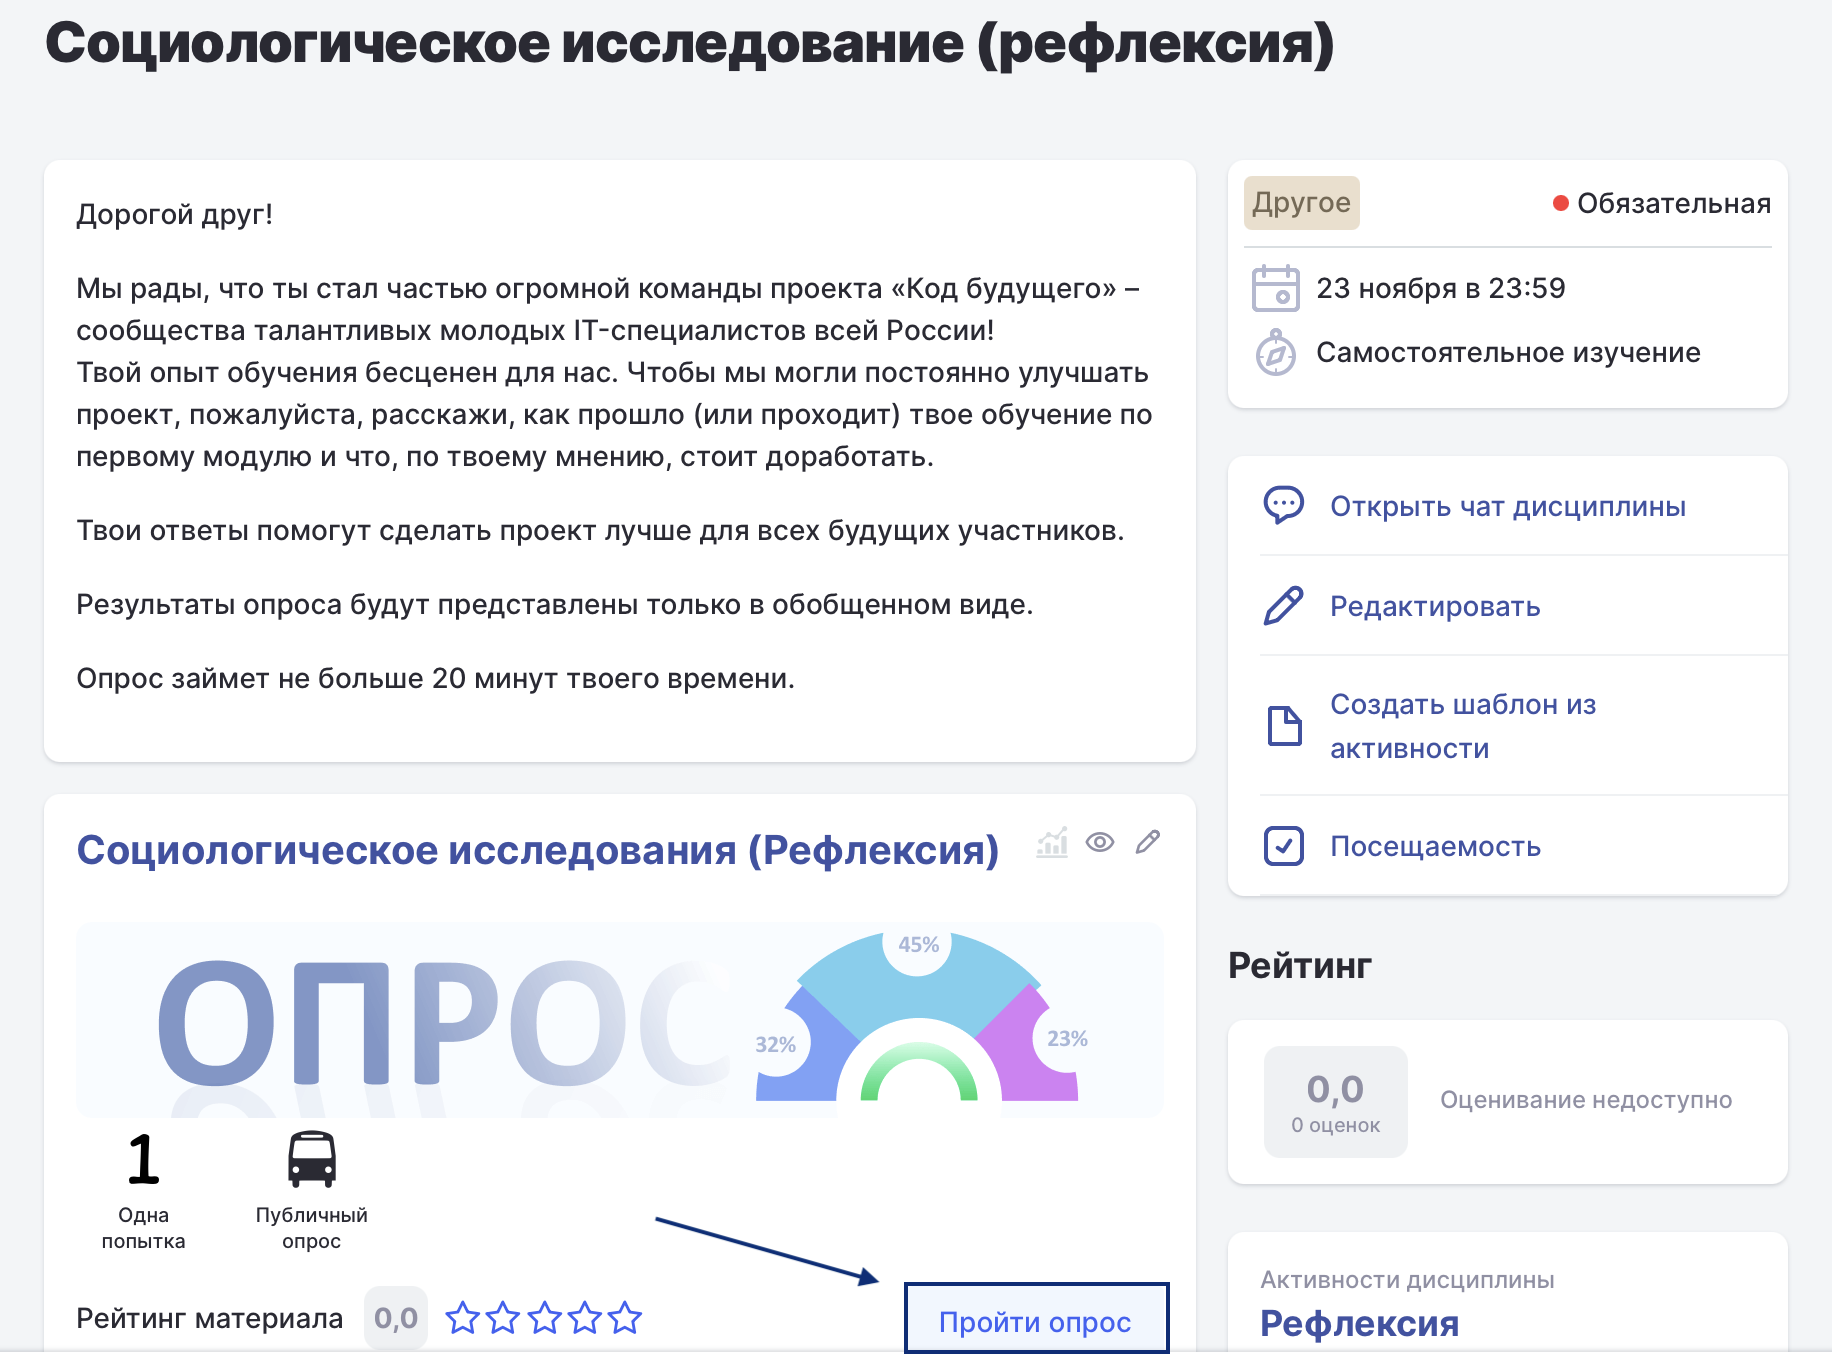 Социологическое исследование (рефлексия)
Дорогой друг!
Мы рады, что ты стал частью огромной команды проекта «Код будущего» –
сообщества талантливых молодых IT-специалистов всей России!
Твой опыт обучения бесценен для нас. Чтобы мы могли постоянно улучшать
проект, пожалуйста, расскажи, как прошло (или проходит) твое обучение по
первому модулю и что, по твоему мнению, стоит доработать.
Твои ответы помогут сделать проект лучше для всех будущих участников.
Результаты опроса будут представлены только в обобщенном виде.
Опрос займет не больше 20 минут твоего времени.
Социологическое исследования (Рефлексия)
ОПРОС
45%
32%
23%
1
Одна
попытка
Публичный
опрос
Рейтинг материала
0,0
Пройти опрос
Другое
Обязательная
23 ноября в 23:59
Самостоятельное изучение
Открыть чат дисциплины
Редактировать
Создать шаблон из
активности
Посещаемость
Рейтинг
0,0
0 оценок
Оценивание недоступно
Активности дисциплины
Рефлексия